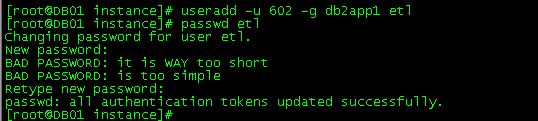 [root@DB01 instance]# useradd -u 602 -g db2app1 etl
[root@DB01 instance]# passwd etl
Changing password for user etl.
New password:
BAD PASSWORD: it is WAY too short
BAD PASSWORD: is too simple
Retype new password:
passwd: all authentication tokens updated successfully.
[root@DB01 instance]#